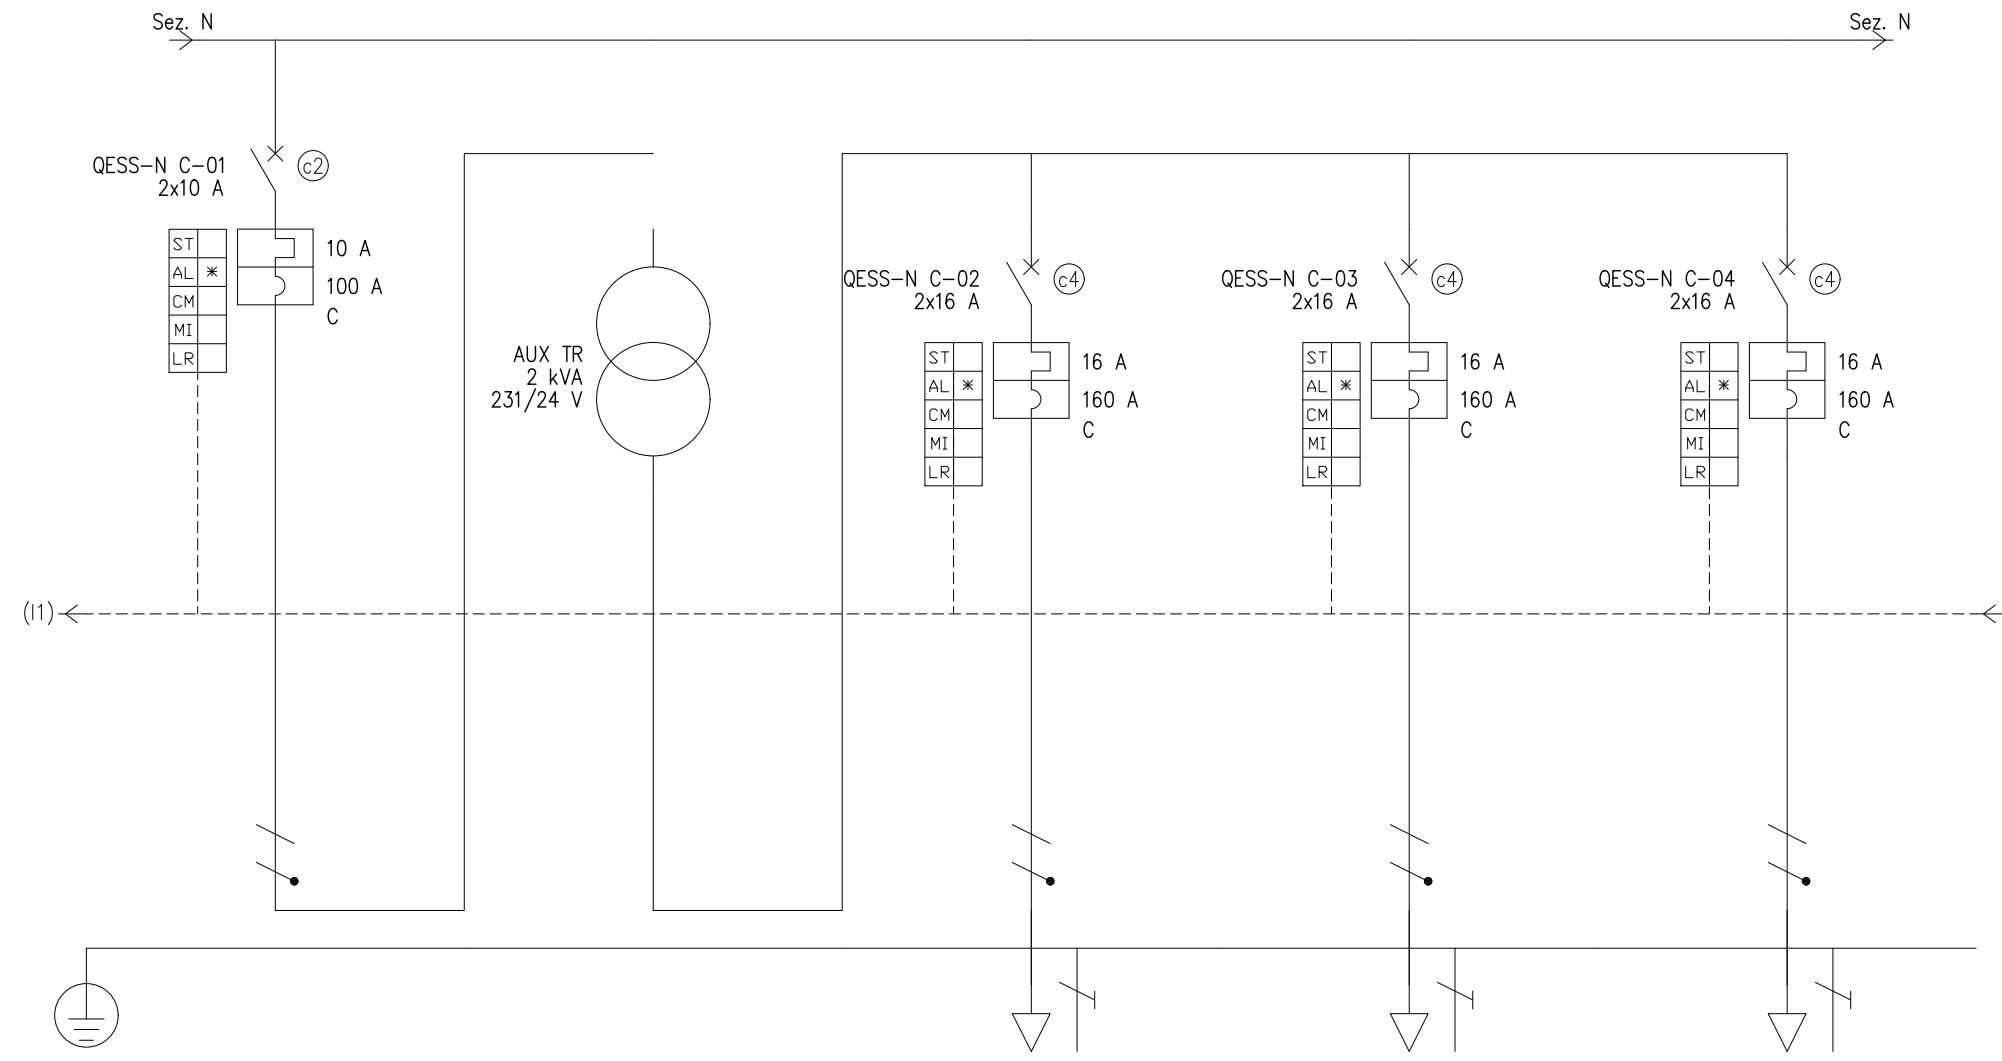 Sez. N
Sez. N
QESS-N C-01
2x10 A
c2
ST
AL *
CM
MI
LR
10 A
100 A
C
AUX TR
2 kVA
231/24 V
QESS-N C-02
2x16 A
c4
ST
AL *
CM
MI
LR
16 A
160 A
C
QESS-N C-03
2x16 A
c4
ST
AL *
CM
MI
LR
16 A
160 A
C
QESS-N C-04
2x16 A
c4
ST
AL *
CM
MI
LR
16 A
160 A
C
(I1)